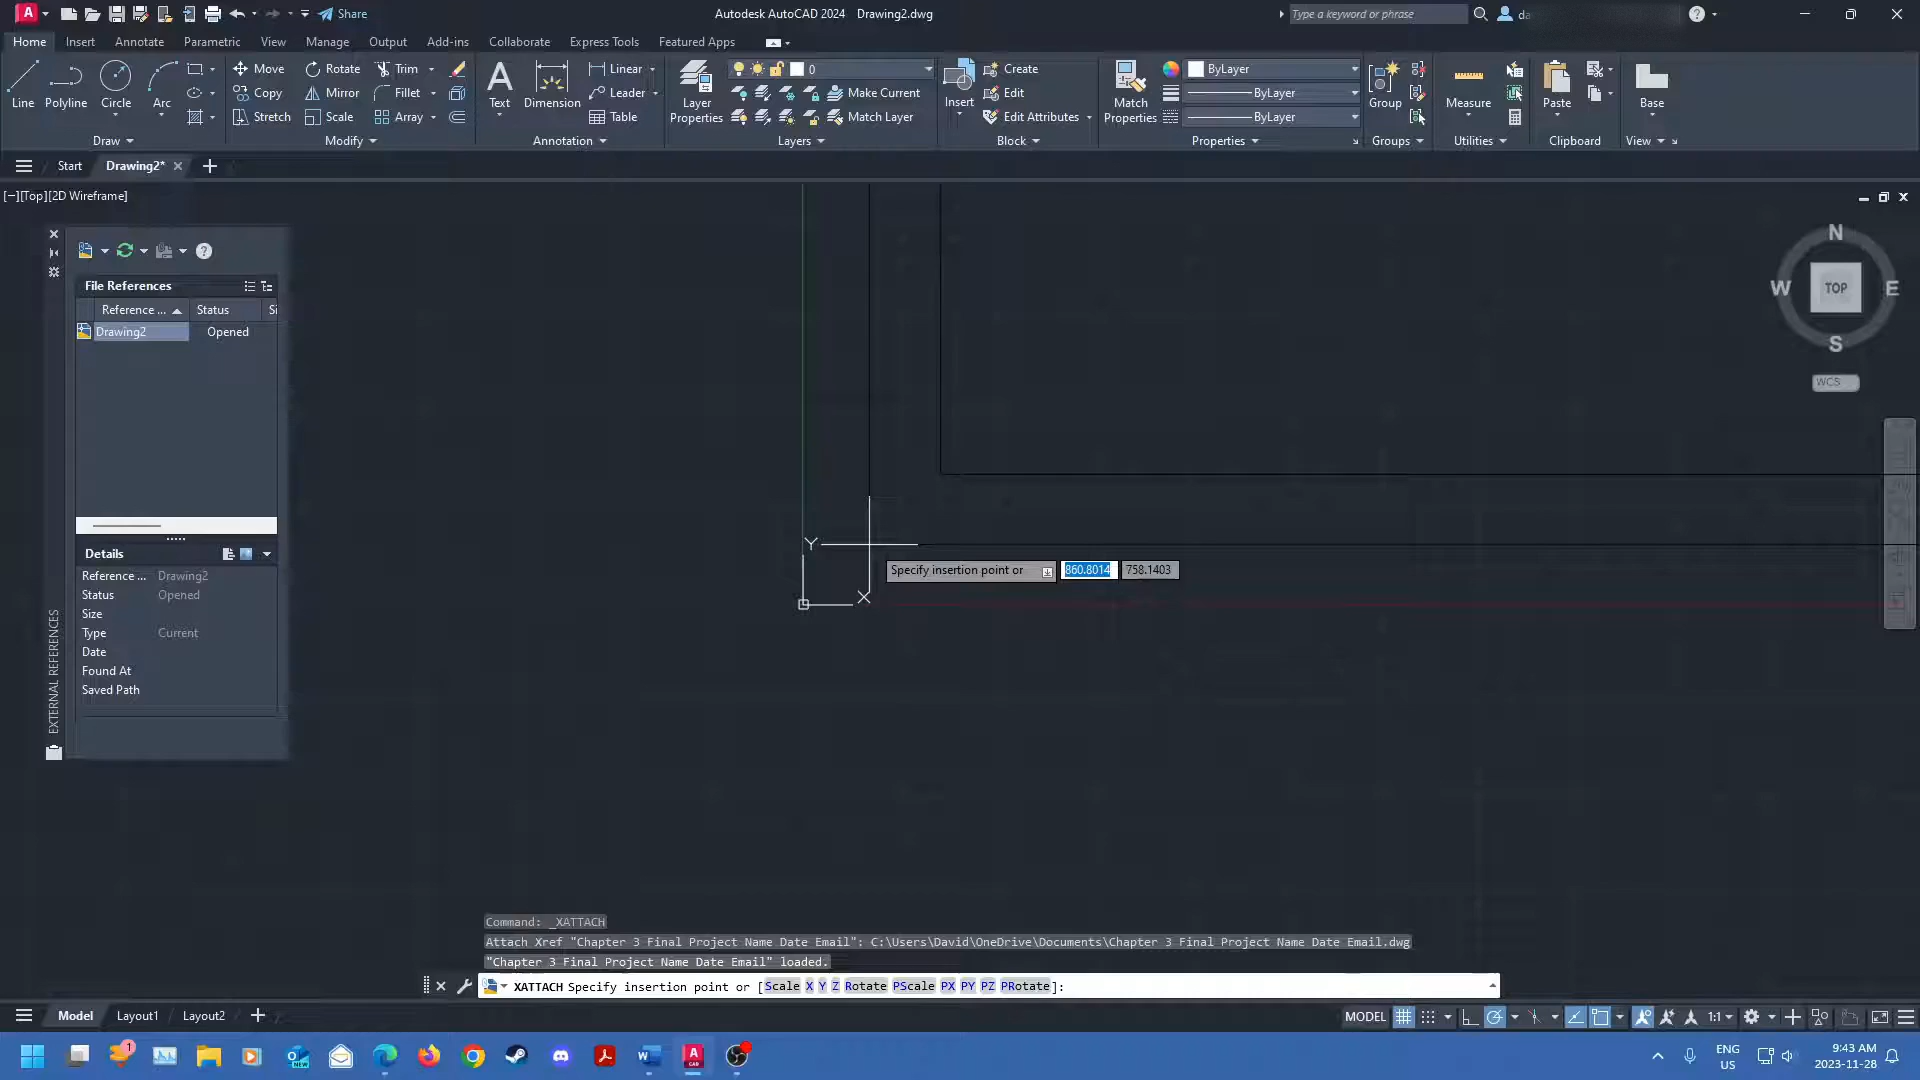 Share
Autodesk AutoCAD 2024 Drawing2.dwg
Type a keyword or phrase
da
Home Insert Annotate Parametric View Manage Output Add-ins Collaborate Express Tools Featured Apps
Line Polyline Circle Arc
Move Rotate Trim
Copy Mirror Fillet
Stretch Scale Array
Text Dimension
Linear
Leader
Table
Layer
Properties
0
Make Current
Match Layer
Insert
Create
Edit
Edit Attributes
Match
Properties
ByLayer
ByLayer
ByLayer
Group
Measure
Paste
Base
Draw Modify Annotation Layers Block Properties Groups Utilities Clipboard View
Start Drawing2*
[−][Top][2D Wireframe]
N
W TOP E
S
WCS
File References
Reference ... Status Si
Drawing2 Opened
Details
Reference ... Drawing2
Status Opened
Size
Type Current
Date
Found At
Saved Path
EXTERNAL REFERENCES
Y
X
Specify insertion point or 860.8014 758.1403
Command: _XATTACH
Attach Xref "Chapter 3 Final Project Name Date Email": C:\Users\David\OneDrive\Documents\Chapter 3 Final Project Name Date Email.dwg
"Chapter 3 Final Project Name Date Email" loaded.
XATTACH Specify insertion point or [Scale X Y Z Rotate PScale PX PY PZ PRotate]:
Model Layout1 Layout2
MODEL 1:1
1
NEW
ENG
US
9:43 AM
2023-11-28